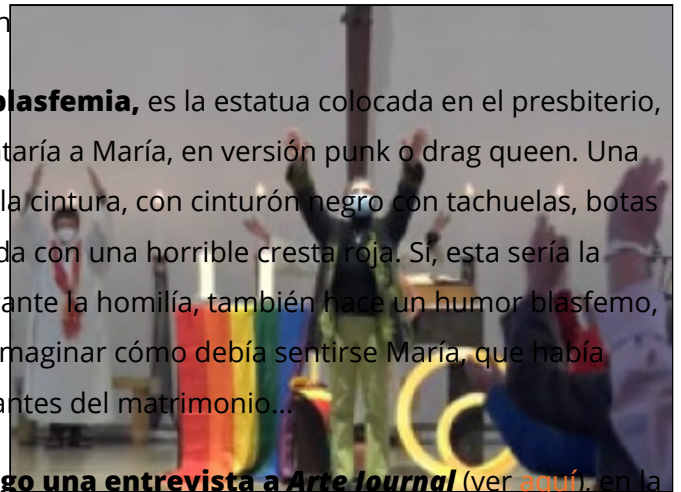 n
blasfemia, es la estatua colocada en el presbiterio,
taría a María, en versión punk o drag queen. Una
la cintura, con cinturón negro con tachuelas, botas
da con una horrible cresta roja. Sí, esta sería la
ante la homilía, también hace un humor blasfemo,
maginar cómo debía sentirse María, que había
antes del matrimonio...
go una entrevista a Arte Journal (ver aquí), en la